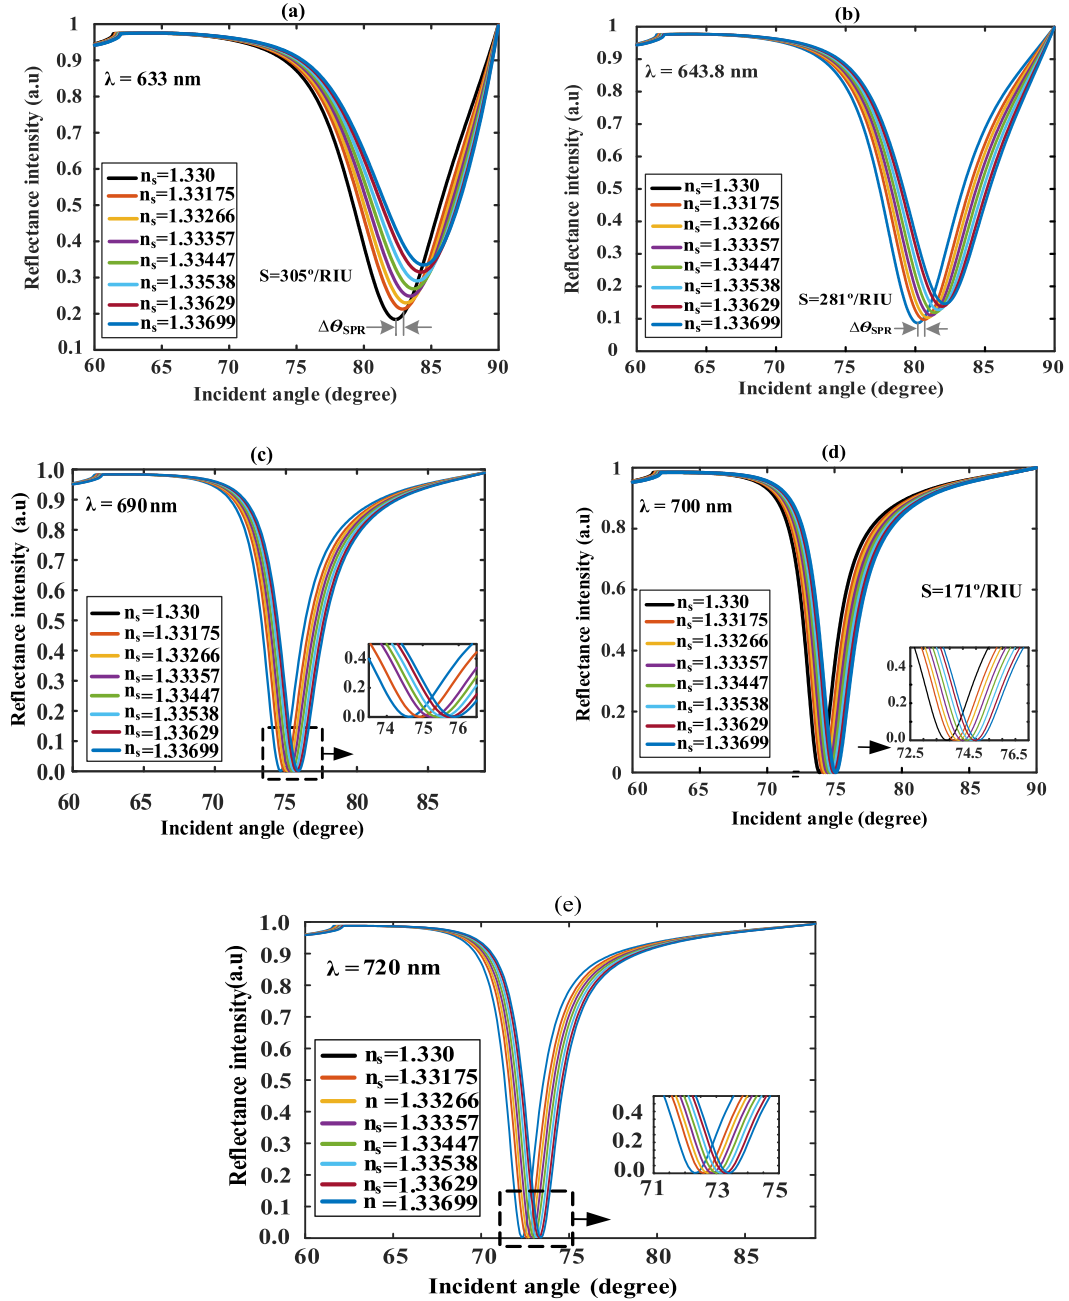 (a)
Reflectance intensity (a.u)
1
0.9
0.8
0.7
0.6
0.5
0.4
0.3
0.2
0.1
λ = 633 nm
nₛ=1.330
nₛ=1.33175
nₛ=1.33266
nₛ=1.33357
nₛ=1.33447
nₛ=1.33538
nₛ=1.33629
nₛ=1.33699
S=305°/RIU
ΔΘSPR
60 65 70 75 80 85 90
Incident angle (degree)
(b)
Reflectance intensity (a.u)
1
0.9
0.8
0.7
0.6
0.5
0.4
0.3
0.2
0.1
0
λ = 643.8 nm
nₛ=1.330
nₛ=1.33175
nₛ=1.33266
nₛ=1.33357
nₛ=1.33447
nₛ=1.33538
nₛ=1.33629
nₛ=1.33699
S=281°/RIU
ΔΘSPR
60 65 70 75 80 85 90
Incident angle (degree)
(c)
Reflectance intensity (a.u)
1.0
0.9
0.8
0.7
0.6
0.5
0.4
0.3
0.2
0.1
0.0
λ = 690 nm
nₛ=1.330
nₛ=1.33175
nₛ=1.33266
nₛ=1.33357
nₛ=1.33447
nₛ=1.33538
nₛ=1.33629
nₛ=1.33699
0.4
0.2
0.0
74 75 76
60 65 70 75 80 85
Incident angle (degree)
(d)
Reflectance intensity (a.u)
1
0.8
0.6
0.4
0.2
0
λ = 700 nm
S=171°/RIU
nₛ=1.330
nₛ=1.33175
nₛ=1.33266
nₛ=1.33357
nₛ=1.33447
nₛ=1.33538
nₛ=1.33629
nₛ=1.33699
0.4
0.2
0.0
72.5 74.5 76.5
60 65 70 75 80 85 90
Incident angle (degree)
(e)
Reflectance intensity(a.u)
1.0
0.9
0.8
0.7
0.6
0.5
0.4
0.3
0.2
0.1
0.0
λ = 720 nm
nₛ=1.330
nₛ=1.33175
n =1.33266
nₛ=1.33357
nₛ=1.33447
nₛ=1.33538
nₛ=1.33629
n =1.33699
0.4
0.2
0.0
71 73 75
60 65 70 75 80 85
Incident angle (degree)